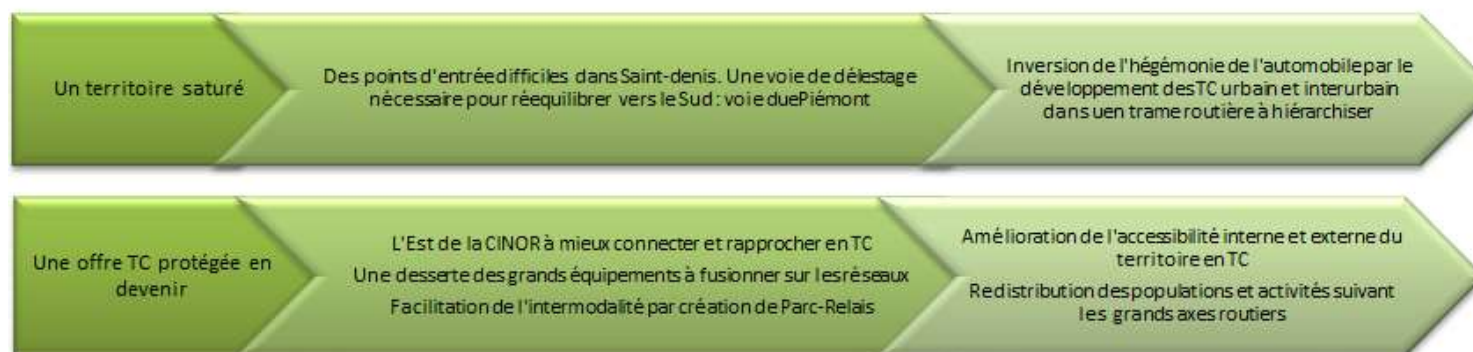 Un territoire saturé
Des points d'entrée difficiles dans Saint-denis. Une voie de délestage
nécessaire pour réequilibrer vers le Sud : voie duePiémont
Inversion de l'hégémonie de l'automobile par le
développement des TC urbain et interurbain
dans uen trame routière à hiérarchiser
Une offre TC protégée en
devenir
L'Est de la CINOR à mieux connecter et rapprocher en TC
Une desserte des grands équipements à fusionner sur les réseaux
Facilitation de l'intermodalité par création de Parc-Relais
Amélioration de l'accessibilité interne et externe du
territoire en TC
Redistribution des populations et activités suivant
les grands axes routiers